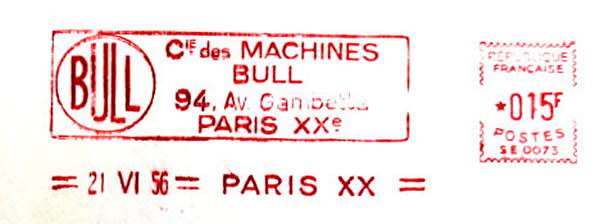 BULL
CIE des MACHINES
BULL
94, Av. Gambetta
PARIS XXe
= 21 VI 56 = PARIS XX =
RÉPUBLIQUE
FRANÇAISE
*015F
POSTES
SE 0073